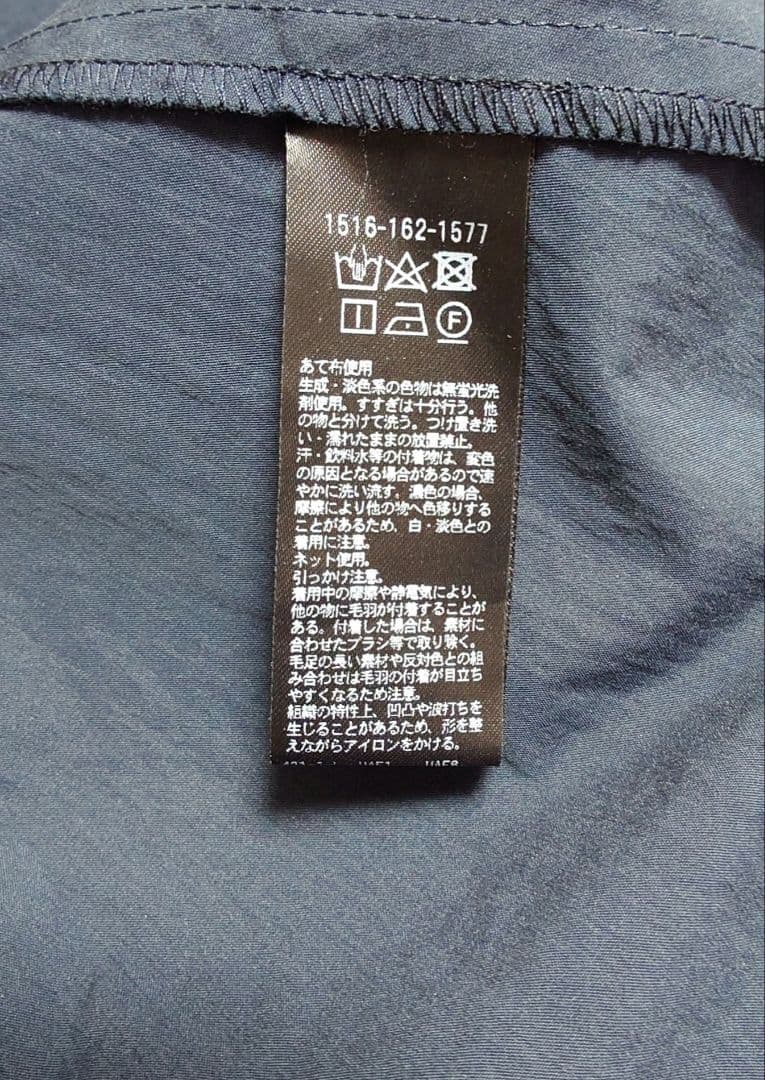 1516-162-1577
F
あて布使用
生成・淡色系の色物は無蛍光洗
剤使用。すすぎは十分行う。他
の物と分けて洗う。つけ置き洗
い・濡れたままの放置禁止。
汗・飲料水等の付着物は、変色
の原因となる場合があるので速
やかに洗い流す。濃色の場合、
摩擦により他の物へ色移りする
ことがあるため、白・淡色との
着用に注意。
ネット使用。
引っかけ注意。
着用中の摩擦や静電気により、
他の物に毛羽が付着することが
ある。付着した場合は、素材に
合わせたブラシ等で取り除く。
毛足の長い素材や反対色との組
み合わせは毛羽の付着が目立ち
やすくなるため注意。
組織の特性上、凹凸や波打ちを
生じることがあるため、形を整
えながらアイロンをかける。